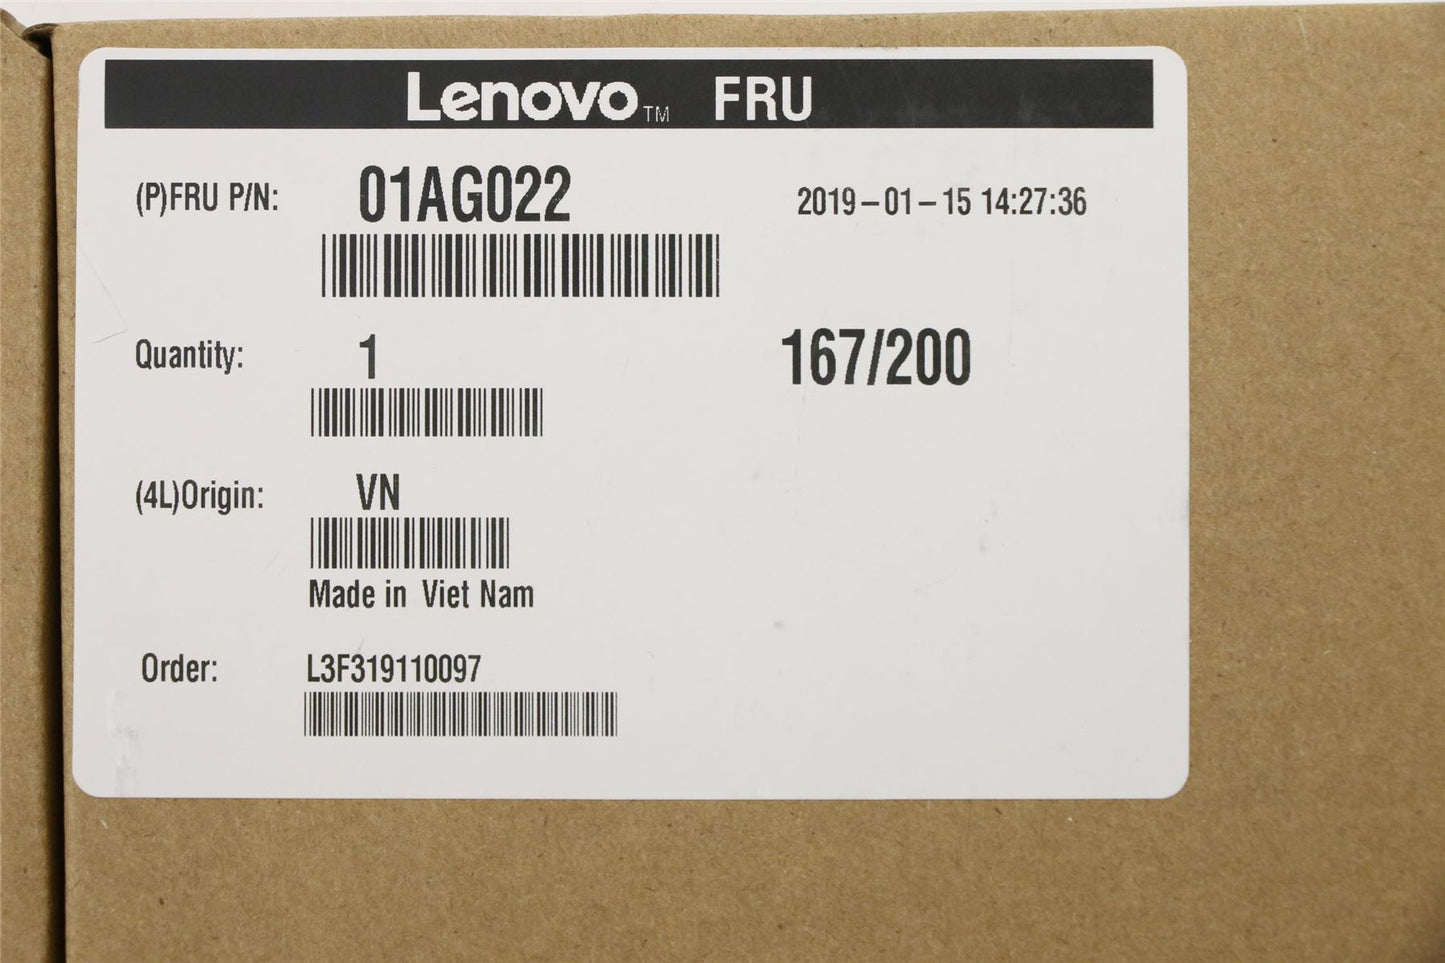 Lenovo™ FRU
(P)FRU P/N: 01AG022 2019-01-15 14:27:36
Quantity: 1 167/200
(4L)Origin: VN
Made in Viet Nam
Order: L3F319110097